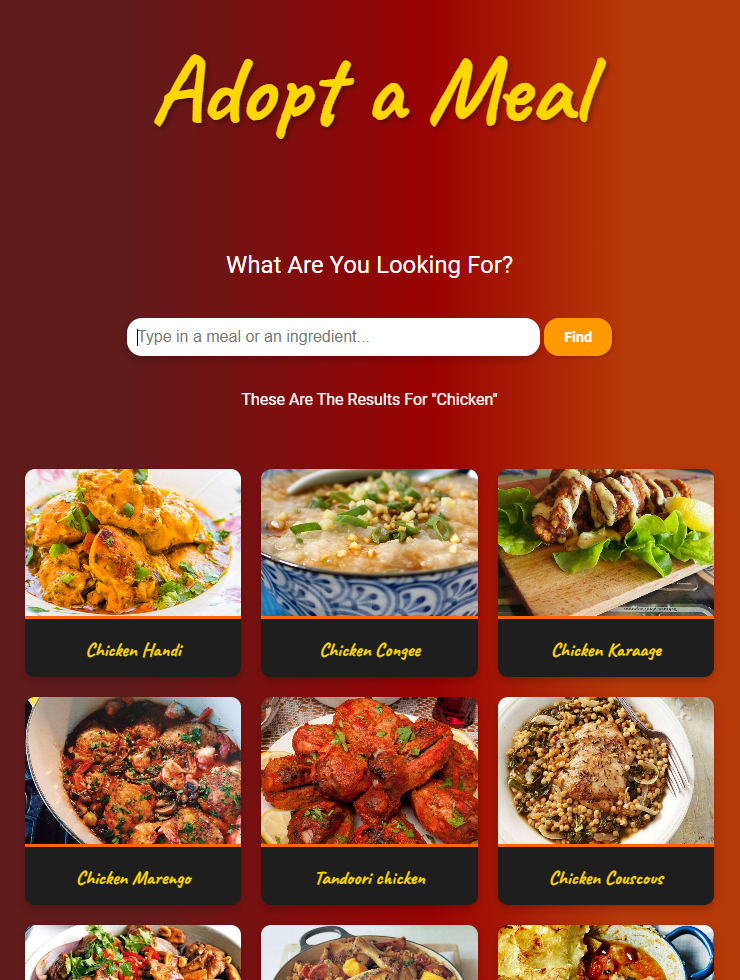 Adopt a Meal
What Are You Looking For?
Type in a meal or an ingredient...
Find
These Are The Results For "Chicken"
Chicken Handi
Chicken Congee
Chicken Karaage
Chicken Marengo
Tandoori chicken
Chicken Couscous